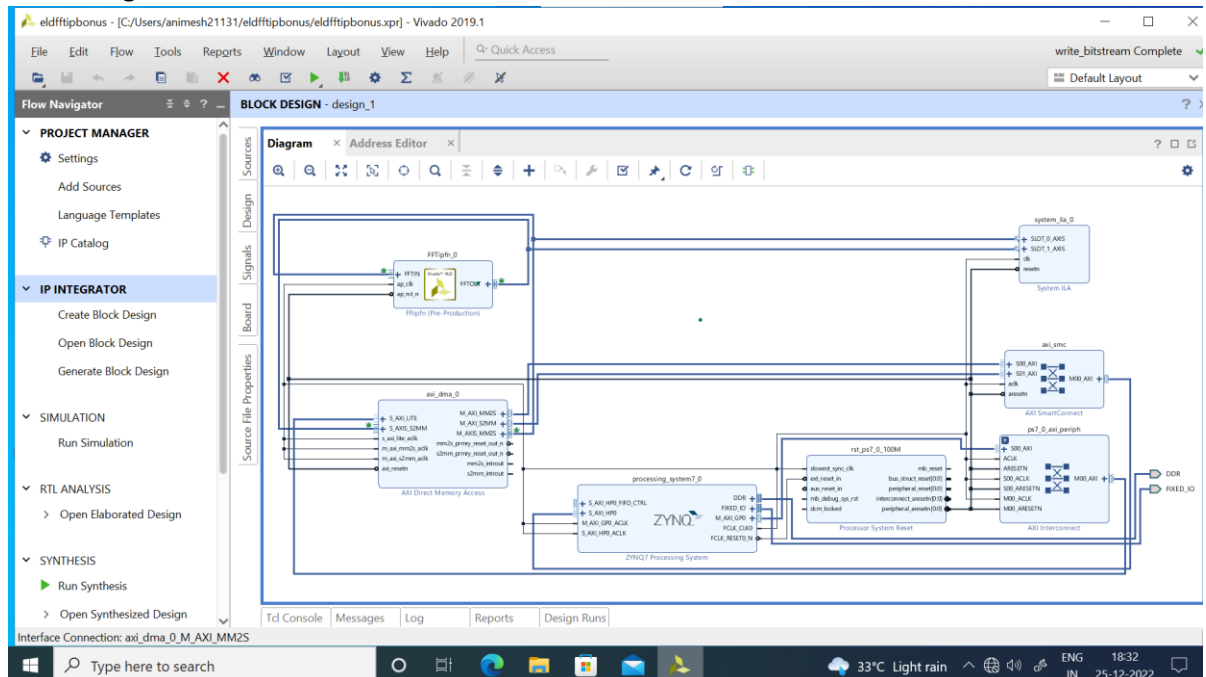 eldfftipbonus - [C:/Users/animesh21131/eldfftipbonus/eldfftipbonus.xpr] - Vivado 2019.1
File Edit Flow Tools Reports Window Layout View Help Quick Access write_bitstream Complete
Default Layout
Flow Navigator
BLOCK DESIGN - design_1
PROJECT MANAGER
Settings
Add Sources
Language Templates
IP Catalog
IP INTEGRATOR
Create Block Design
Open Block Design
Generate Block Design
SIMULATION
Run Simulation
RTL ANALYSIS
Open Elaborated Design
SYNTHESIS
Run Synthesis
Open Synthesized Design
Sources
Design
Signals
Board
Source File Properties
Diagram Address Editor
FFTipfn_0
FFTIN
ap_clk
ap_rst_n
Fftipfn (Pre-Production)
system_ila_0
SLOT_0_AXIS
SLOT_1_AXIS
clk
resetn
System ILA
axi_smc
S00_AXI
S01_AXI
aclk
aresetn
M00_AXI
AXI SmartConnect
axi_dma_0
S_AXI_LITE
S_AXIS_S2MM
s_axi_lite_aclk
m_axi_mm2s_aclk
m_axi_s2mm_aclk
axi_resetn
M_AXI_MM2S
M_AXI_S2MM
M_AXIS_MM2S
mm2s_prmry_reset_out_n
s2mm_prmry_reset_out_n
mm2s_introut
s2mm_introut
AXI Direct Memory Access
processing_system7_0
S_AXI_HP0_FIFO_CTRL
S_AXI_HP0
M_AXI_GP0_ACLK
S_AXI_HP0_ACLK
ZYNQ
DDR
FIXED_IO
M_AXI_GP0
FCLK_CLK0
FCLK_RESET0_N
ZYNQ7 Processing System
rst_ps7_0_100M
slowest_sync_clk
ext_reset_in
aux_reset_in
mb_debug_sys_rst
dcm_locked
mb_reset
bus_struct_reset[0:0]
peripheral_reset[0:0]
interconnect_aresetn[0:0]
peripheral_aresetn[0:0]
Processor System Reset
ps7_0_axi_periph
S00_AXI
ACLK
ARESETN
S00_ACLK
S00_ARESETN
M00_ACLK
M00_ARESETN
M00_AXI
AXI Interconnect
DDR
FIXED_IO
Tcl Console Messages Log Reports Design Runs
Interface Connection: axi_dma_0_M_AXI_MM2S
Type here to search
33°C Light rain
ENG
IN
18:32
25-12-2022